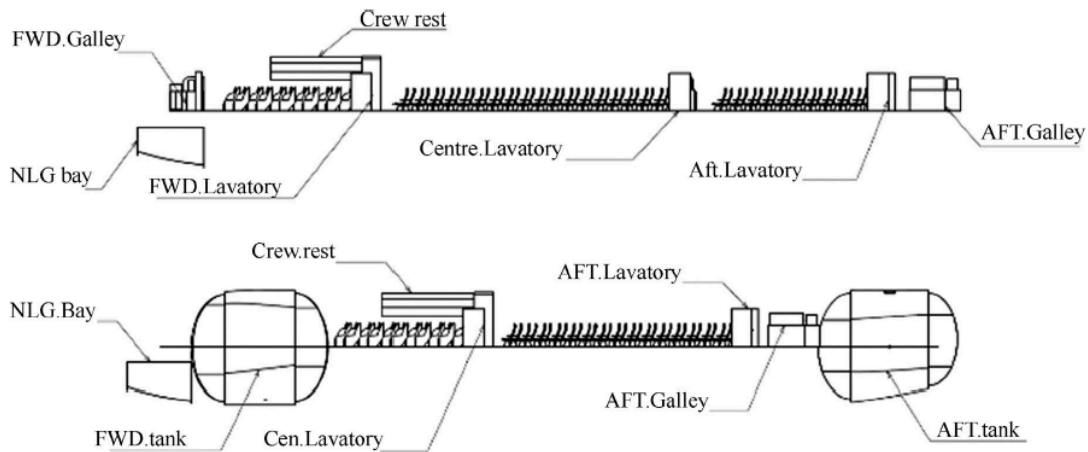 Crew rest
FWD.Galley
Centre.Lavatory
AFT.Galley
NLG bay
FWD.Lavatory
Aft.Lavatory
Crew.rest
AFT.Lavatory
NLG.Bay
AFT.Galley
FWD.tank
Cen.Lavatory
AFT.tank